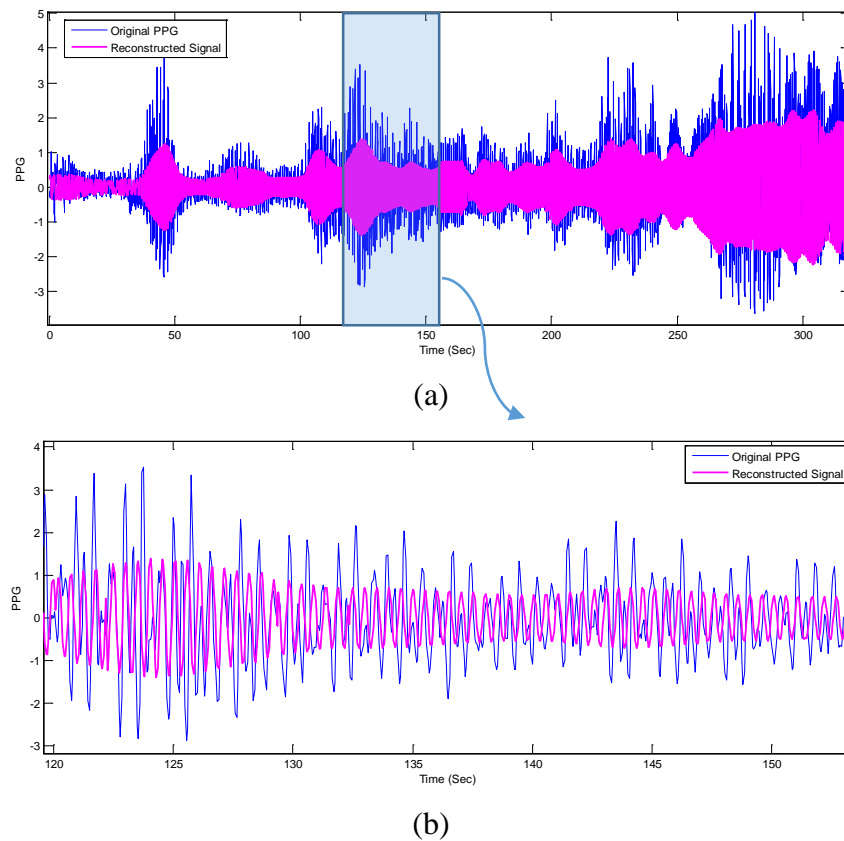 5
4
3
2
1
0
-1
-2
-3
PPG
Original PPG
Reconstructed Signal
0 50 100 150 200 250 300
Time (Sec)
(a)
4
3
2
1
0
-1
-2
-3
PPG
Original PPG
Reconstructed Signal
120 125 130 135 140 145 150
Time (Sec)
(b)